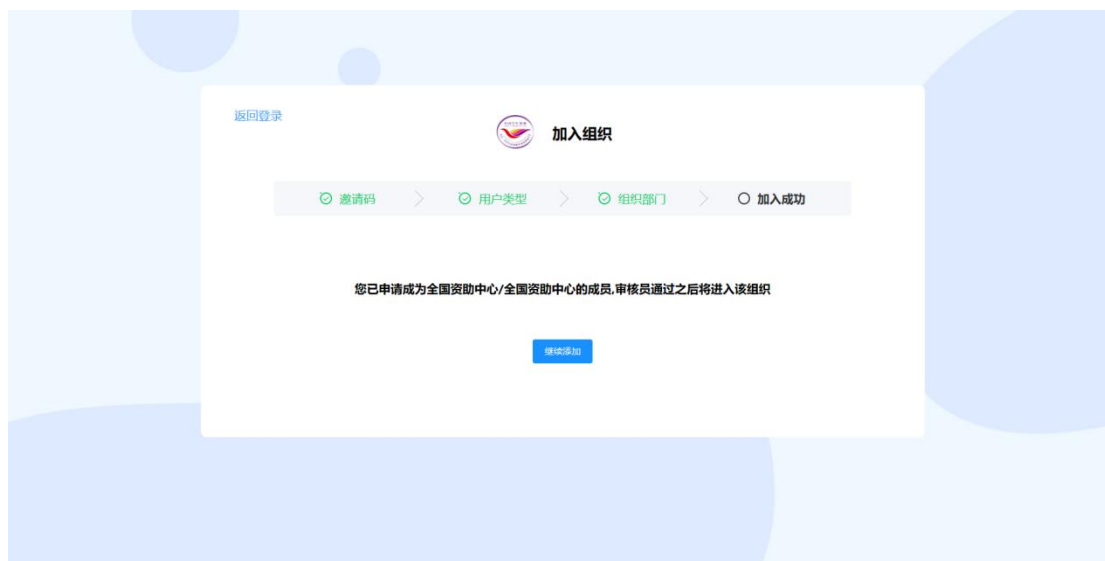 返回登录
加入组织
邀请码
用户类型
组织部门
加入成功
您已申请成为全国资助中心/全国资助中心的成员,审核员通过之后将进入该组织
继续添加